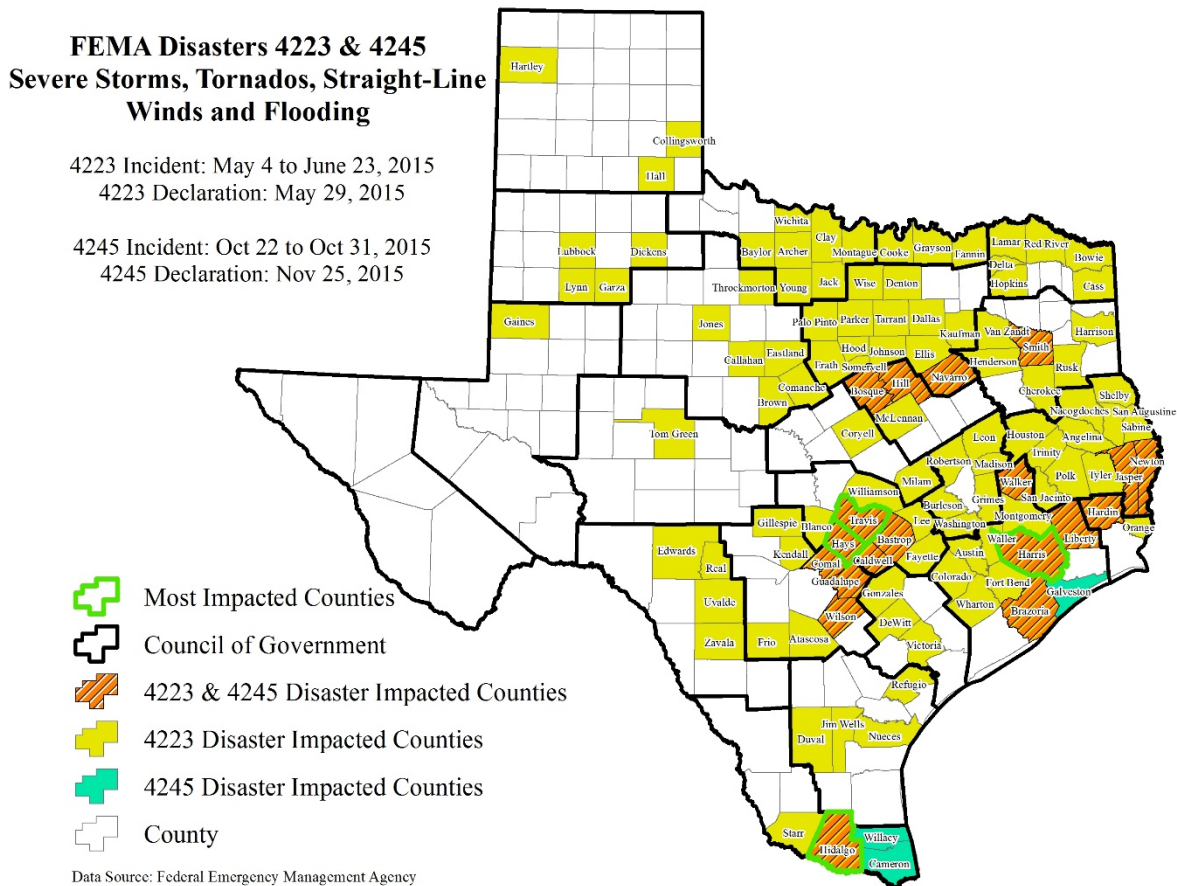 FEMA Disasters 4223 & 4245
Severe Storms, Tornados, Straight-Line
Winds and Flooding
4223 Incident: May 4 to June 23, 2015
4223 Declaration: May 29, 2015
4245 Incident: Oct 22 to Oct 31, 2015
4245 Declaration: Nov 25, 2015
Hartley
Collingsworth
Hall
Wichita
Lubbock
Dickens
Baylor
Archer
Clay
Montague
Cooke
Grayson
Fannin
Lamar
Red River
Bowie
Delta
Hopkins
Cass
Lynn
Garza
Throckmorton
Young
Jack
Wise
Denton
Gaines
Jones
Palo Pinto
Parker
Tarrant
Dallas
Kaufman
Van Zandt
Smith
Harrison
Callahan
Eastland
Erath
Hood
Somervell
Johnson
Ellis
Henderson
Rusk
Comanche
Brown
Bosque
Hill
Navarro
Cherokee
Shelby
Nacogdoches
San Augustine
Sabine
Tom Green
Coryell
McLennan
Leon
Houston
Angelina
Trinity
Robertson
Madison
Walker
Polk
Tyler
Newton
Jasper
Milam
Williamson
Burleson
Grimes
San Jacinto
Montgomery
Hardin
Liberty
Orange
Gillespie
Blanco
Travis
Hays
Bastrop
Lee
Washington
Waller
Harris
Austin
Edwards
Real
Kendall
Comal
Caldwell
Fayette
Guadalupe
Colorado
Fort Bend
Galveston
Uvalde
Gonzales
Wharton
Brazoria
Wilson
Zavala
Frio
Atascosa
DeWitt
Victoria
Refugio
Duval
Jim Wells
Nueces
Starr
Hidalgo
Willacy
Cameron
Most Impacted Counties
Council of Government
4223 & 4245 Disaster Impacted Counties
4223 Disaster Impacted Counties
4245 Disaster Impacted Counties
County
Data Source: Federal Emergency Management Agency